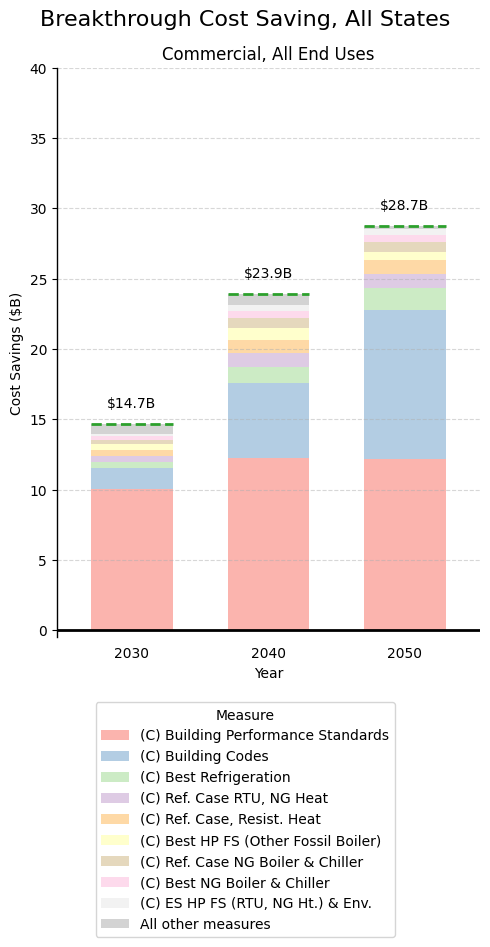 Breakthrough Cost Saving, All States
Commercial, All End Uses
40
35
30
25
20
15
10
5
0
Cost Savings ($B)
$14.7B
$23.9B
$28.7B
2030
2040
2050
Year
Measure
(C) Building Performance Standards
(C) Building Codes
(C) Best Refrigeration
(C) Ref. Case RTU, NG Heat
(C) Ref. Case, Resist. Heat
(C) Best HP FS (Other Fossil Boiler)
(C) Ref. Case NG Boiler & Chiller
(C) Best NG Boiler & Chiller
(C) ES HP FS (RTU, NG Ht.) & Env.
All other measures